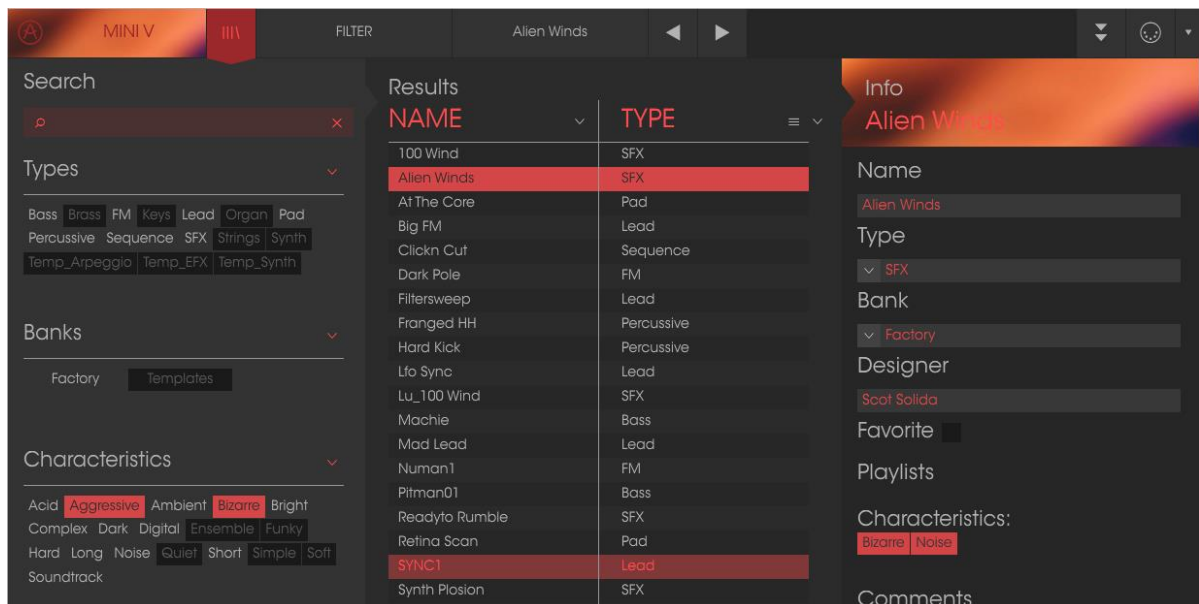 MINI V
FILTER
Alien Winds
Search
Types
Bass Brass FM Keys Lead Organ Pad
Percussive Sequence SFX Strings Synth
Temp_Arpeggio Temp_EFX Temp_Synth
Banks
Factory Templates
Characteristics
Acid Aggressive Ambient Bizarre Bright
Complex Dark Digital Ensemble Funky
Hard Long Noise Quiet Short Simple Soft
Soundtrack
Results
NAME TYPE
100 Wind SFX
Alien Winds SFX
At The Core Pad
Big FM Lead
Clickn Cut Sequence
Dark Pole FM
Filtersweep Lead
Franged HH Percussive
Hard Kick Percussive
Lfo Sync Lead
Lu_100 Wind SFX
Machie Bass
Mad Lead Lead
Numan1 FM
Pitman01 Bass
Readyto Rumble SFX
Retina Scan Pad
SYNC1 Lead
Synth Plosion SFX
Info
Alien Winds
Name
Alien Winds
Type
SFX
Bank
Factory
Designer
Scot Solida
Favorite
Playlists
Characteristics:
Bizarre Noise
Comments